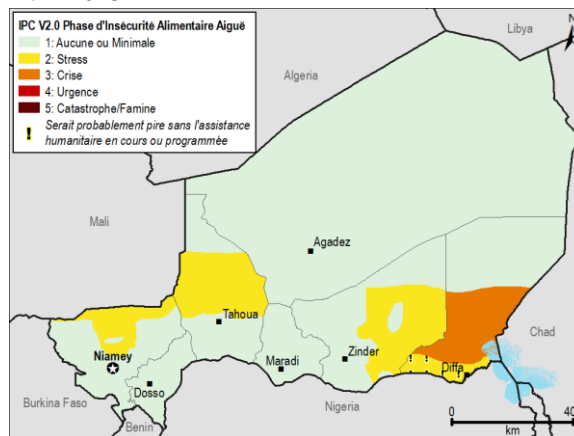 IPC V2.0 Phase d'Insécurité Alimentaire Aiguë
1: Aucune ou Minimale
2: Stress
3: Crise
4: Urgence
5: Catastrophe/Famine
! Serait probablement pire sans l'assistance
humanitaire en cours ou programmée
Libya
N
Algeria
Mali
Agadez
Tahoua
Chad
Niamey
Zinder
! !
Maradi
Diffa
!
Dosso
Burkina Faso
Nigeria
Benin
0 40
km